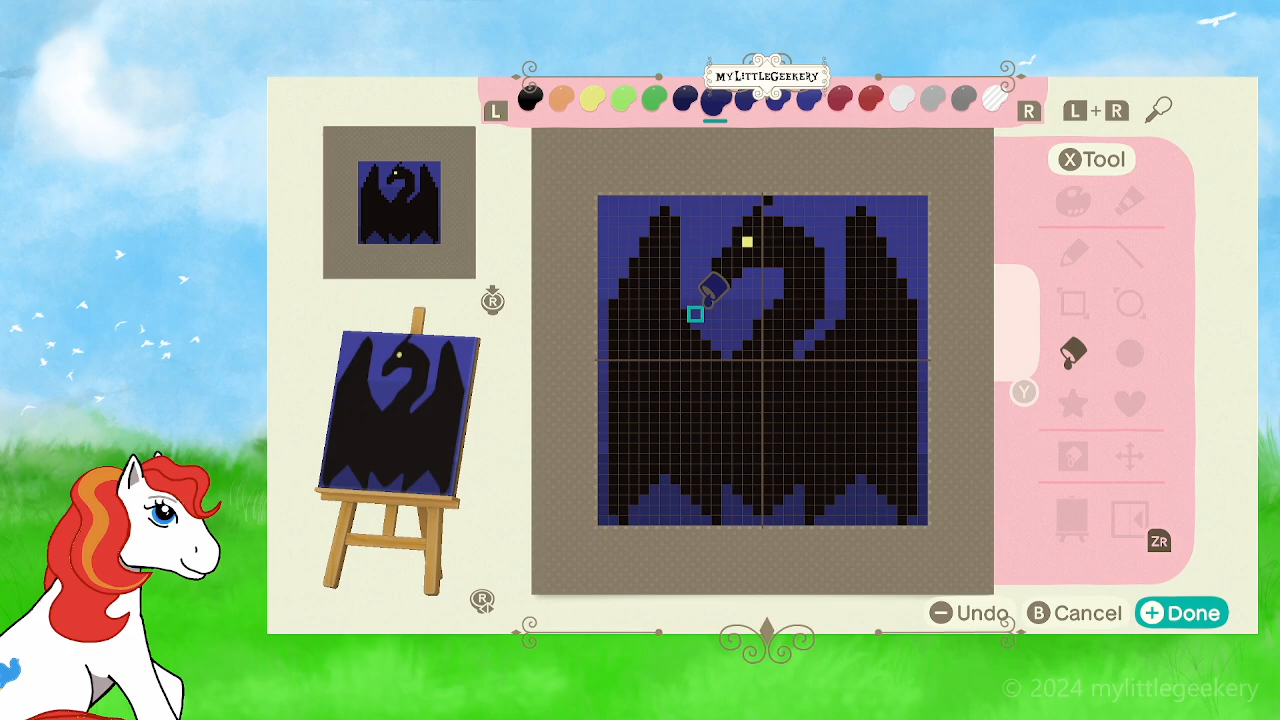 MYLITTLEGEEKERY
L
R
L + R
X Tool
R
Y
ZR
R
− Undo B Cancel + Done
© 2024 mylittlegeekery